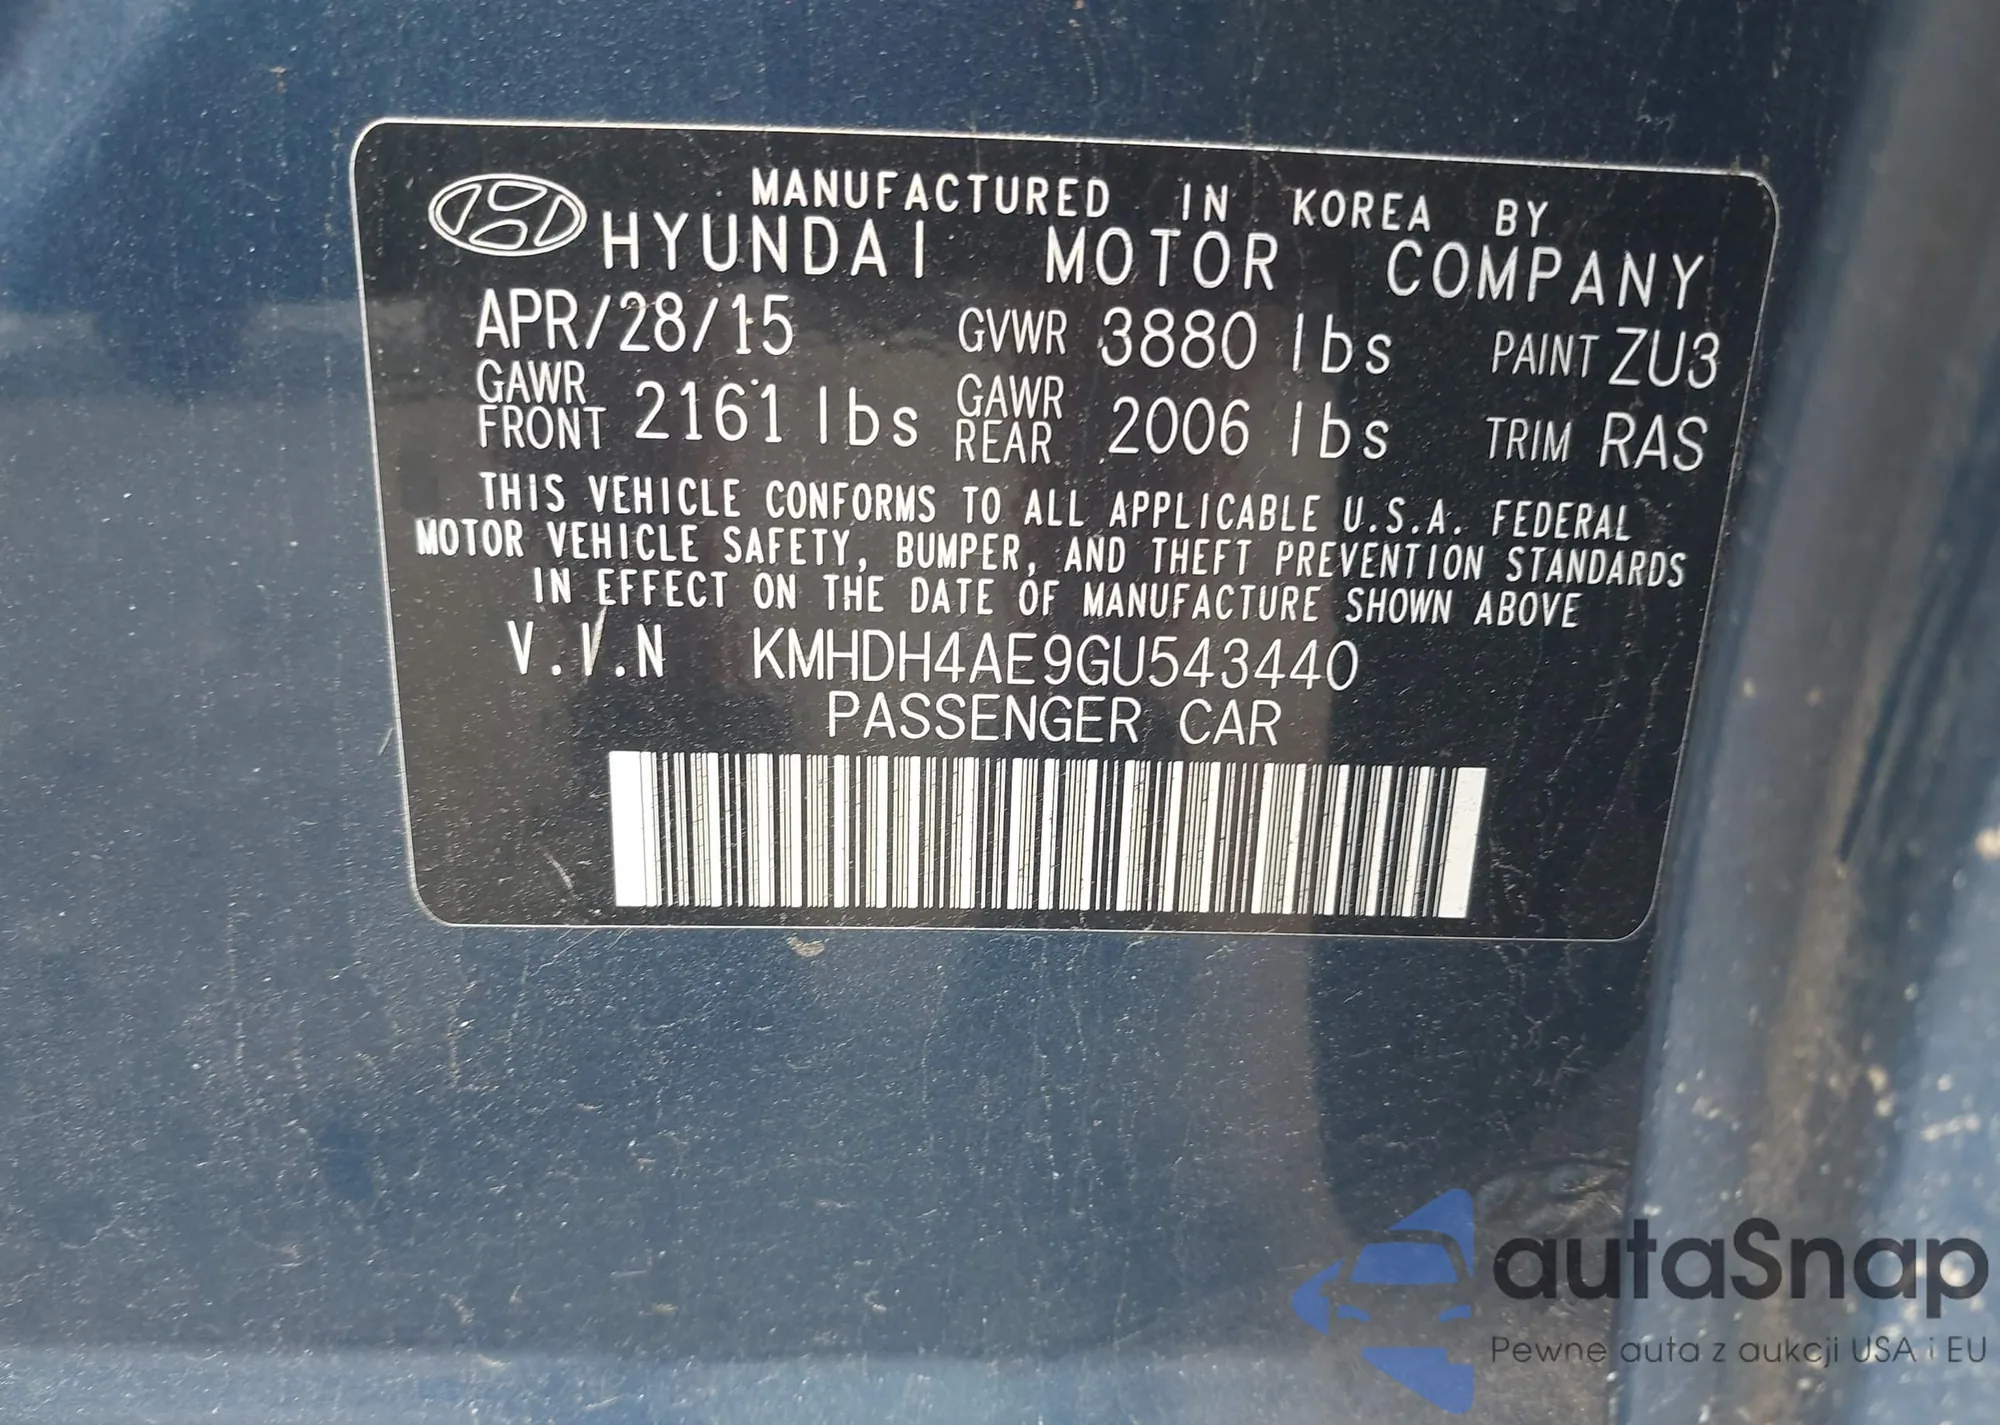 MANUFACTURED IN KOREA BY
HYUNDAI MOTOR COMPANY
APR/28/15 GVWR 3880 lbs PAINT ZU3
GAWR FRONT 2161 lbs GAWR REAR 2006 lbs TRIM RAS
THIS VEHICLE CONFORMS TO ALL APPLICABLE U.S.A. FEDERAL
MOTOR VEHICLE SAFETY, BUMPER, AND THEFT PREVENTION STANDARDS
IN EFFECT ON THE DATE OF MANUFACTURE SHOWN ABOVE
V.I.N KMHDH4AE9GU543440
PASSENGER CAR
autaSnap
Pewne auta z aukcji USA i EU